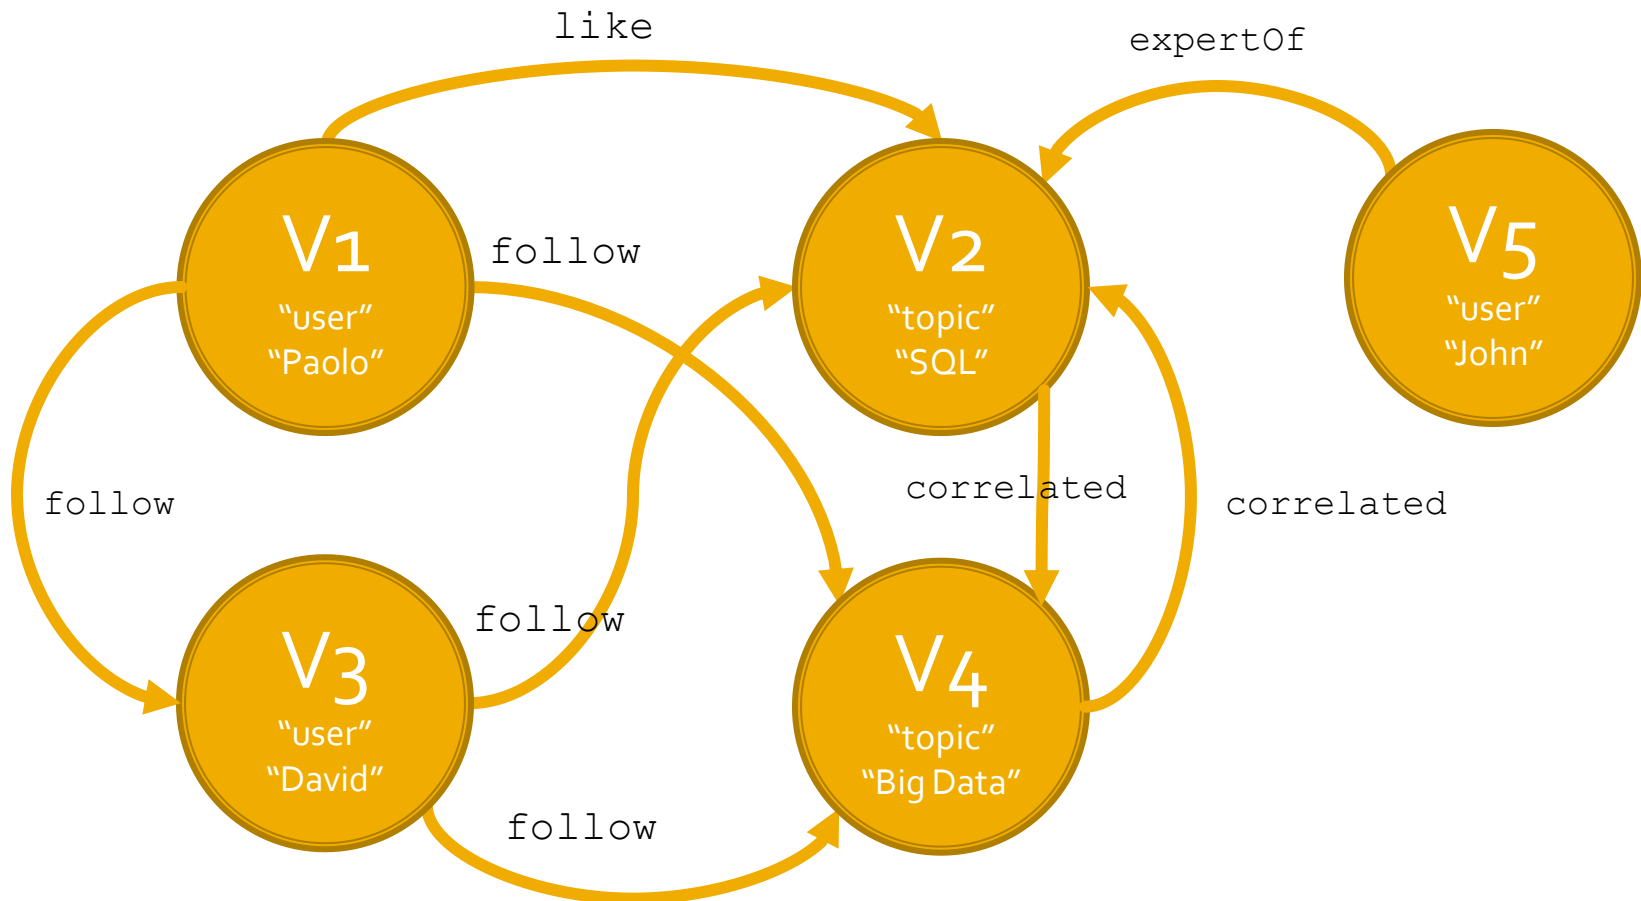 like
expertOf
V1
“user”
“Paolo”
follow
V2
“topic”
“SQL”
V5
“user”
“John”
follow
correlated
correlated
V3
“user”
“David”
follow
V4
“topic”
“Big Data”
follow